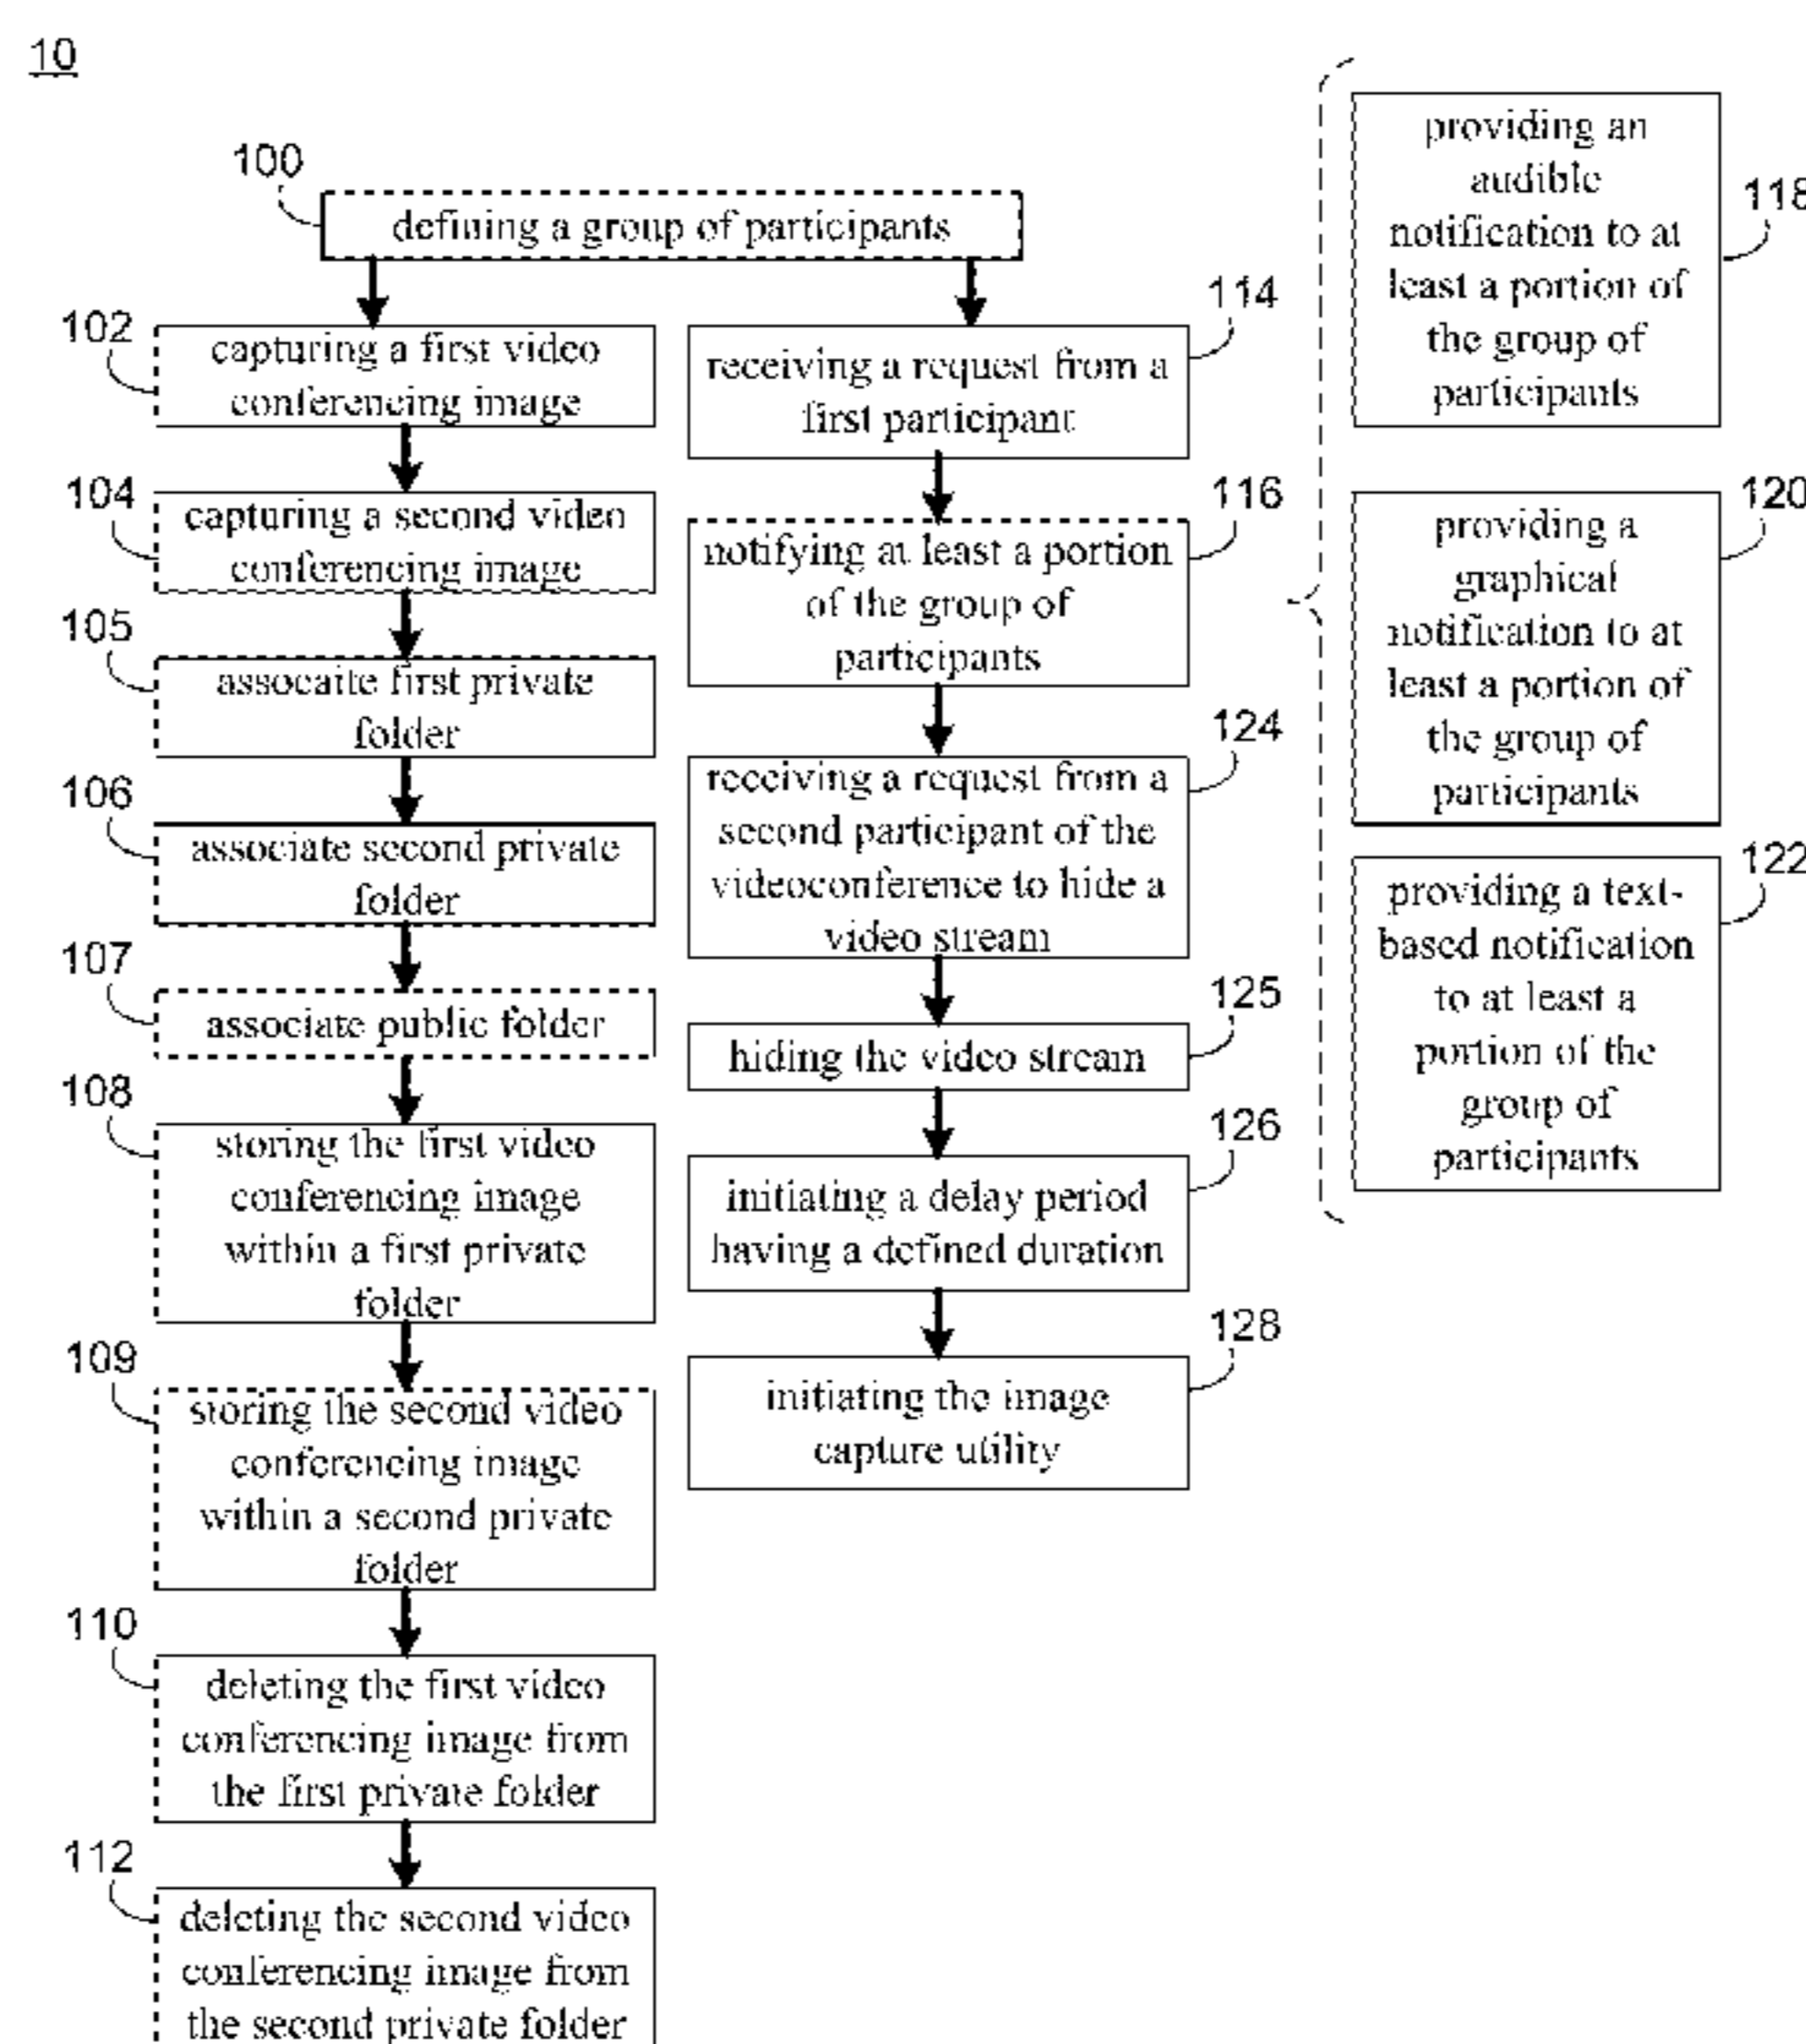 10
100
defining a group of participants
102
capturing a first video
conferencing image
104
capturing a second video
conferencing image
105
assocaite first private
folder
106
associate second private
folder
107
associate public folder
108
storing the first video
conferencing image
within a first private
folder
109
storing the second video
conferencing image
within a second private
folder
110
deleting the first video
conferencing image from
the first private folder
112
deleting the second video
conferencing image from
the second private folder
114
receiving a request from a
first participant
116
notifying at least a portion
of the group of
participants
124
receiving a request from a
second participant of the
videoconference to hide a
video stream
125
hiding the video stream
126
initiating a delay period
having a defined duration
128
initiating the image
capture utility
118
providing an
audible
notification to at
least a portion of
the group of
participants
120
providing a
graphical
notification to at
least a portion of
the group of
participants
122
providing a text-
based notification
to at least a
portion of the
group of
participants